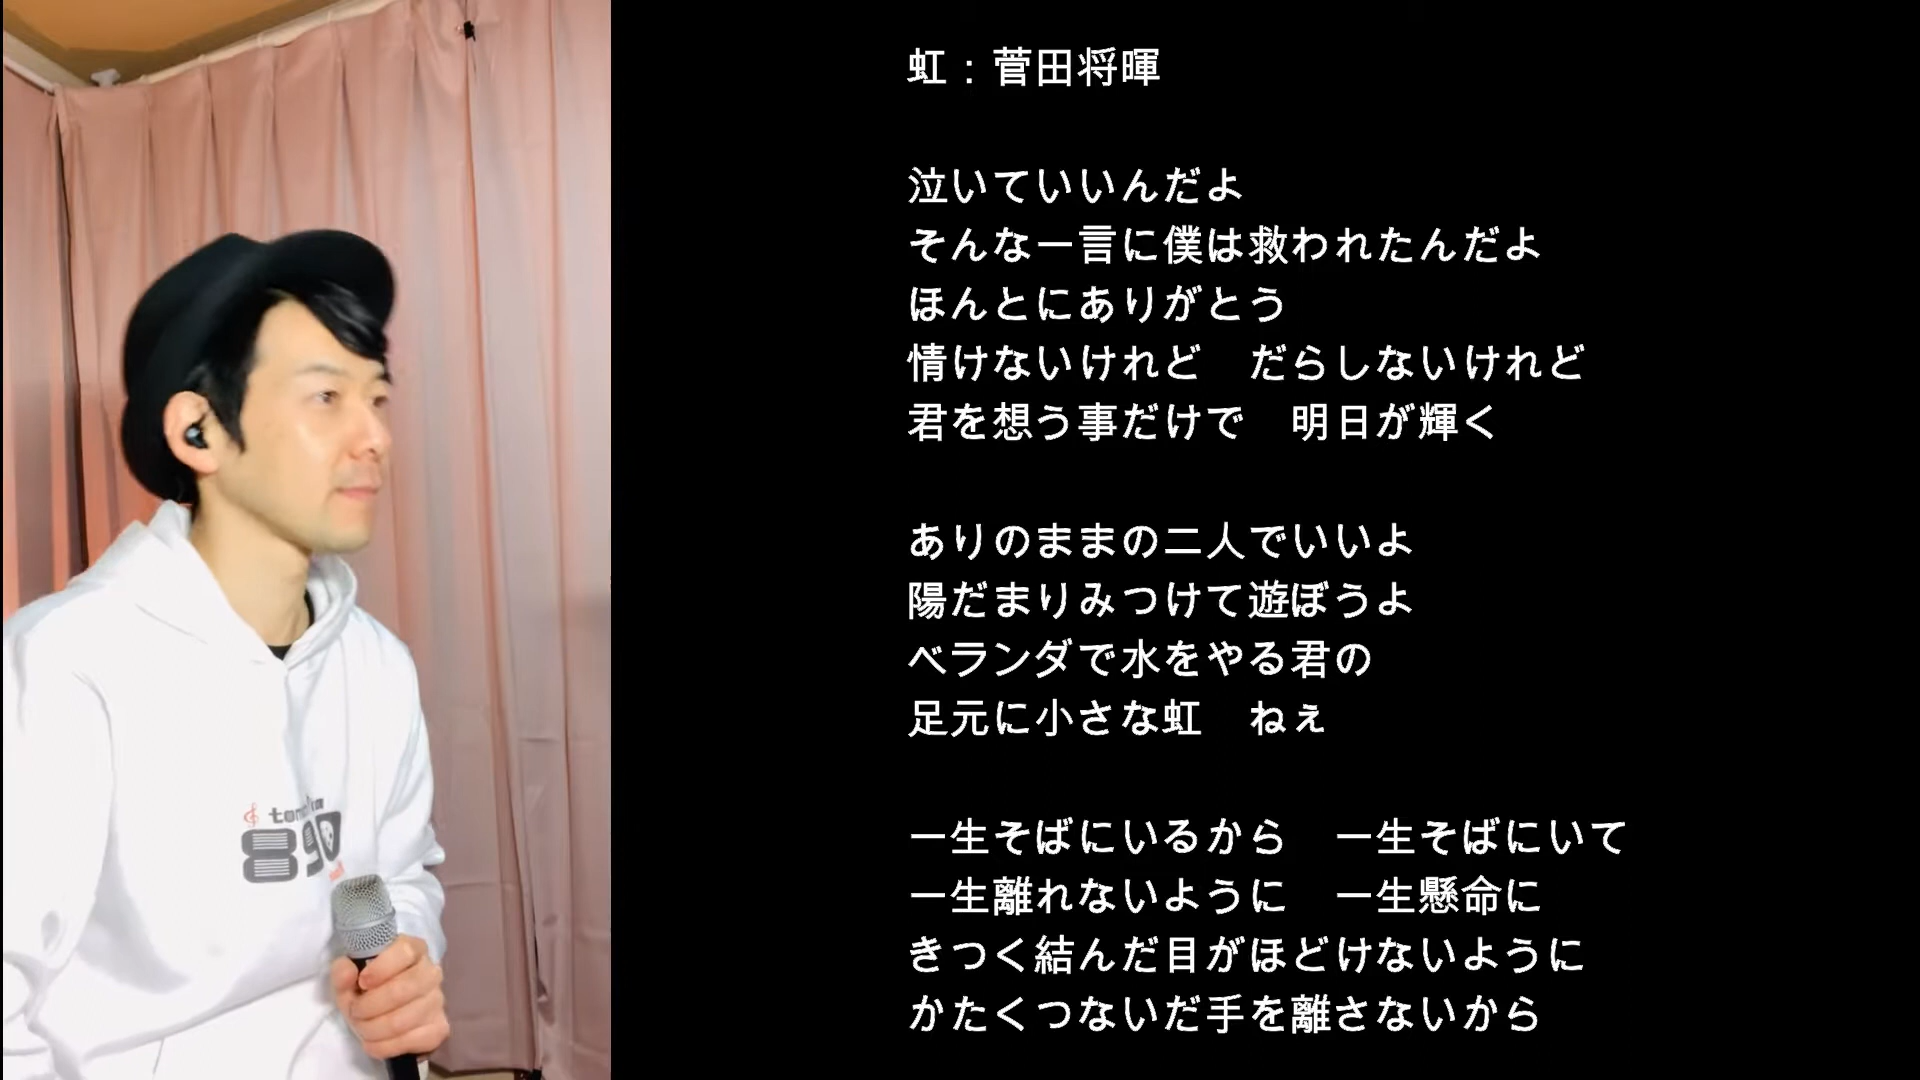 虹：菅田将暉
泣いていいんだよ
そんな一言に僕は救われたんだよ
ほんとにありがとう
情けないけれど　だらしないけれど
君を想う事だけで　明日が輝く
ありのままの二人でいいよ
陽だまりみつけて遊ぼうよ
ベランダで水をやる君の
足元に小さな虹　ねぇ
一生そばにいるから　一生そばにいて
一生離れないように　一生懸命に
きつく結んだ目がほどけないように
かたくつないだ手を離さないから
890